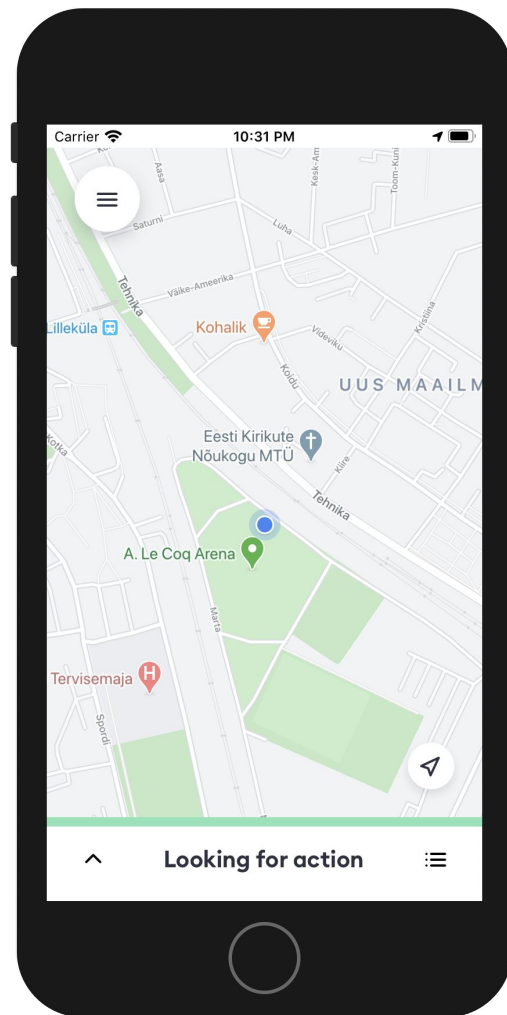 Carrier
10:31 PM
Aasa
Kesk-Am
Toom-Kuni
Saturni
Luha
Tehnika
Väike-Ameerika
Kristiina
Lilleküla
Kohalik
Videviku
Koidu
UUS MAAILM
Kotka
Eesti Kirikute
Nõukogu MTÜ
Kiire
Tehnika
A. Le Coq Arena
Marta
Tervisemaja
H
Spordi
Looking for action